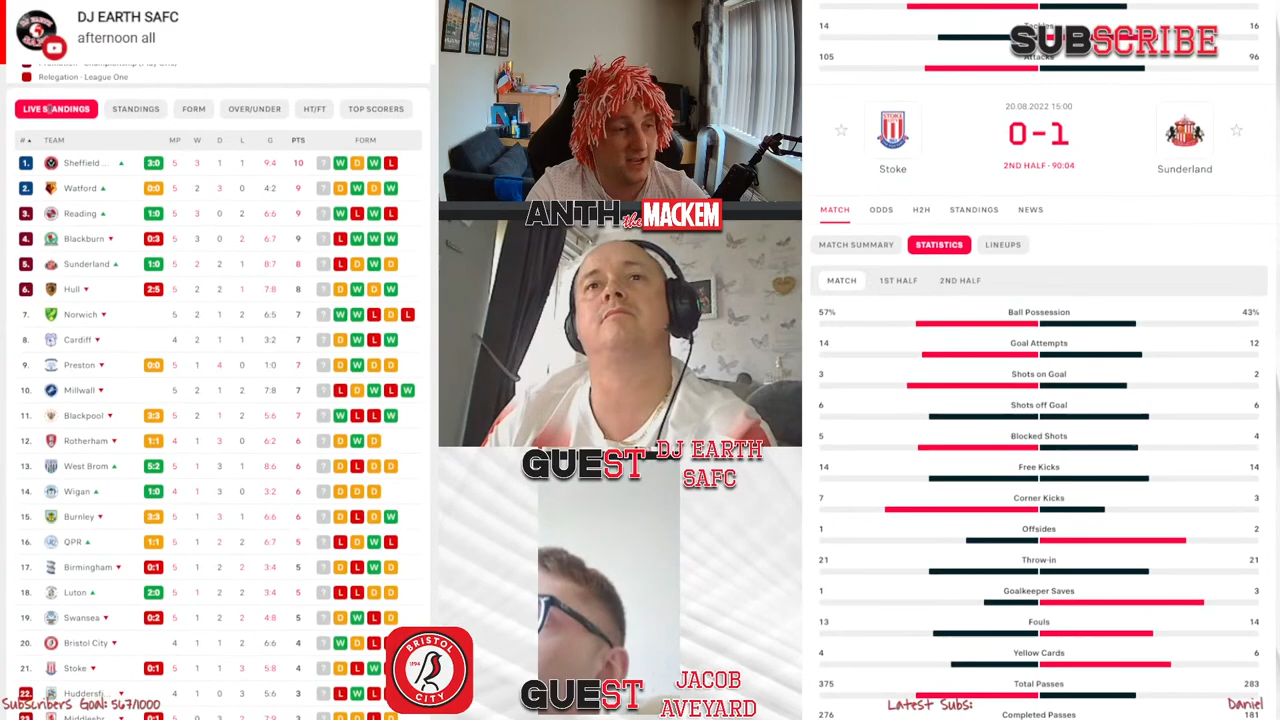 DJ EARTH SAFC
afternoon all
Relegation - League One
LIVE STANDINGS STANDINGS FORM OVER/UNDER HT/FT TOP SCORERS
# TEAM MP W D L G PTS FORM
1. Sheffield ... 3:0 5 3 1 1 9:4 10 ? W D W L
2. Watford 0:0 5 2 3 0 4:2 9 ? D W D W
3. Reading 1:0 5 3 0 2 6:6 9 ? W L W L
4. Blackburn 0:3 5 3 0 2 6:7 9 ? L W W W
5. Sunderland 1:0 5 2 2 1 8:7 8 ? L D W D
6. Hull 2:5 5 2 2 1 7:8 8 ? D W D W
7. Norwich 5 2 1 2 6:5 7 ? W W L D L
8. Cardiff 4 2 1 1 3:2 7 ? D W L W
9. Preston 0:0 5 1 4 0 1:0 7 ? D W D D
10. Millwall 5 2 1 2 7:8 7 ? L D W L W
11. Blackpool 3:3 5 2 1 2 5:6 7 ? W L L W
12. Rotherham 1:1 4 1 3 0 6:2 6 ? D W D
13. West Brom 5:2 5 1 3 1 8:6 6 ? D L D D
14. Wigan 1:0 4 1 3 0 3:2 6 ? D D D
15. Burnley 3:3 5 1 3 1 6:6 6 ? D L D W
16. QPR 1:1 5 1 2 2 6:7 5 ? L D W L
17. Birmingham 0:1 5 1 2 2 3:4 5 ? D L W D
18. Luton 2:0 5 1 2 2 3:4 5 ? L L D D
19. Swansea 0:2 5 1 2 2 4:8 5 ? D W L D
20. Bristol City 4 1 1 2 6:6 4 ? W D L
21. Stoke 0:1 5 1 1 3 5:8 4 ? D L W
22. Huddersfi... 4 1 0 3 5:6 3 ? L W L
Subscribers Goal: 567/1000
ANTH the MACKEM
GUEST DJ EARTH
SAFC
BRISTOL
1894
CITY
GUEST JACOB
AVEYARD
SUBSCRIBE
14 Tackles 16
105 Attacks 96
20.08.2022 15:00
0-1
2ND HALF - 90:04
Stoke Sunderland
MATCH ODDS H2H STANDINGS NEWS
MATCH SUMMARY STATISTICS LINEUPS
MATCH 1ST HALF 2ND HALF
57% Ball Possession 43%
14 Goal Attempts 12
3 Shots on Goal 2
6 Shots off Goal 6
5 Blocked Shots 4
14 Free Kicks 14
7 Corner Kicks 3
1 Offsides 2
21 Throw-in 21
1 Goalkeeper Saves 3
13 Fouls 14
4 Yellow Cards 6
375 Total Passes 283
Latest Subs: Daniel
276 Completed Passes 181